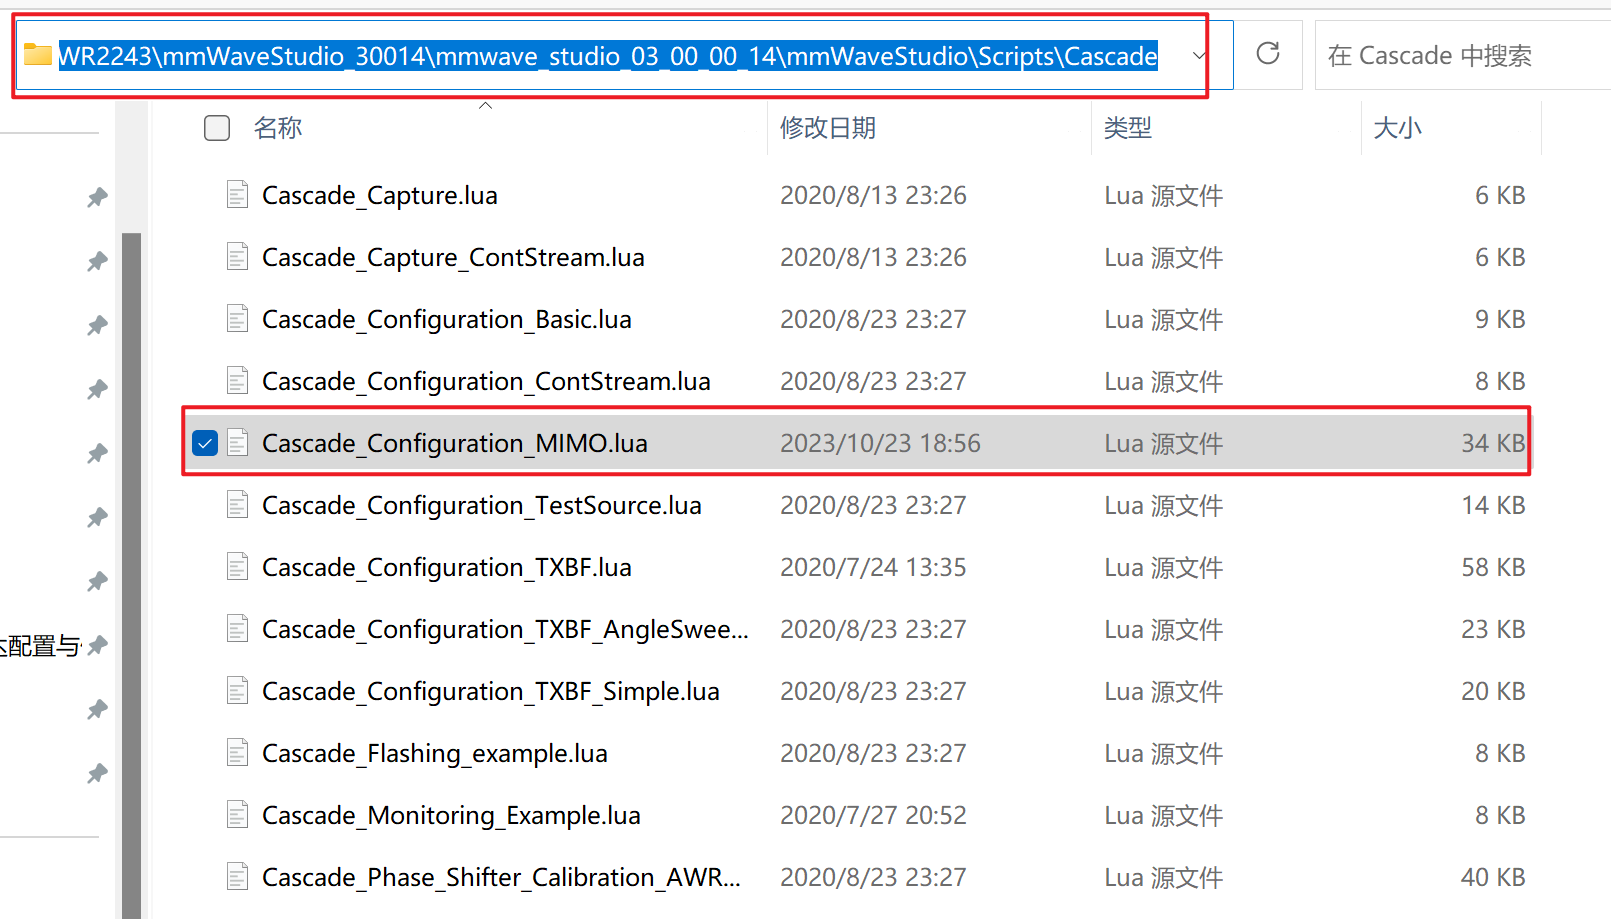 WR2243\mmWaveStudio_30014\mmwave_studio_03_00_00_14\mmWaveStudio\Scripts\Cascade
在 Cascade 中搜索
名称 修改日期 类型 大小
Cascade_Capture.lua 2020/8/13 23:26 Lua 源文件 6 KB
Cascade_Capture_ContStream.lua 2020/8/13 23:26 Lua 源文件 6 KB
Cascade_Configuration_Basic.lua 2020/8/23 23:27 Lua 源文件 9 KB
Cascade_Configuration_ContStream.lua 2020/8/23 23:27 Lua 源文件 8 KB
Cascade_Configuration_MIMO.lua 2023/10/23 18:56 Lua 源文件 34 KB
Cascade_Configuration_TestSource.lua 2020/8/23 23:27 Lua 源文件 14 KB
Cascade_Configuration_TXBF.lua 2020/7/24 13:35 Lua 源文件 58 KB
Cascade_Configuration_TXBF_AngleSwee... 2020/8/23 23:27 Lua 源文件 23 KB
配置与
Cascade_Configuration_TXBF_Simple.lua 2020/8/23 23:27 Lua 源文件 20 KB
Cascade_Flashing_example.lua 2020/8/23 23:27 Lua 源文件 8 KB
Cascade_Monitoring_Example.lua 2020/7/27 20:52 Lua 源文件 8 KB
Cascade_Phase_Shifter_Calibration_AWR... 2020/8/23 23:27 Lua 源文件 40 KB